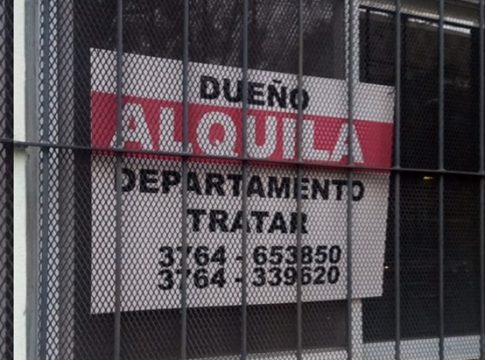 DUEÑO
ALQUILA
DEPARTAMENTO
TRATAR
3764 - 653850
3764 - 339620